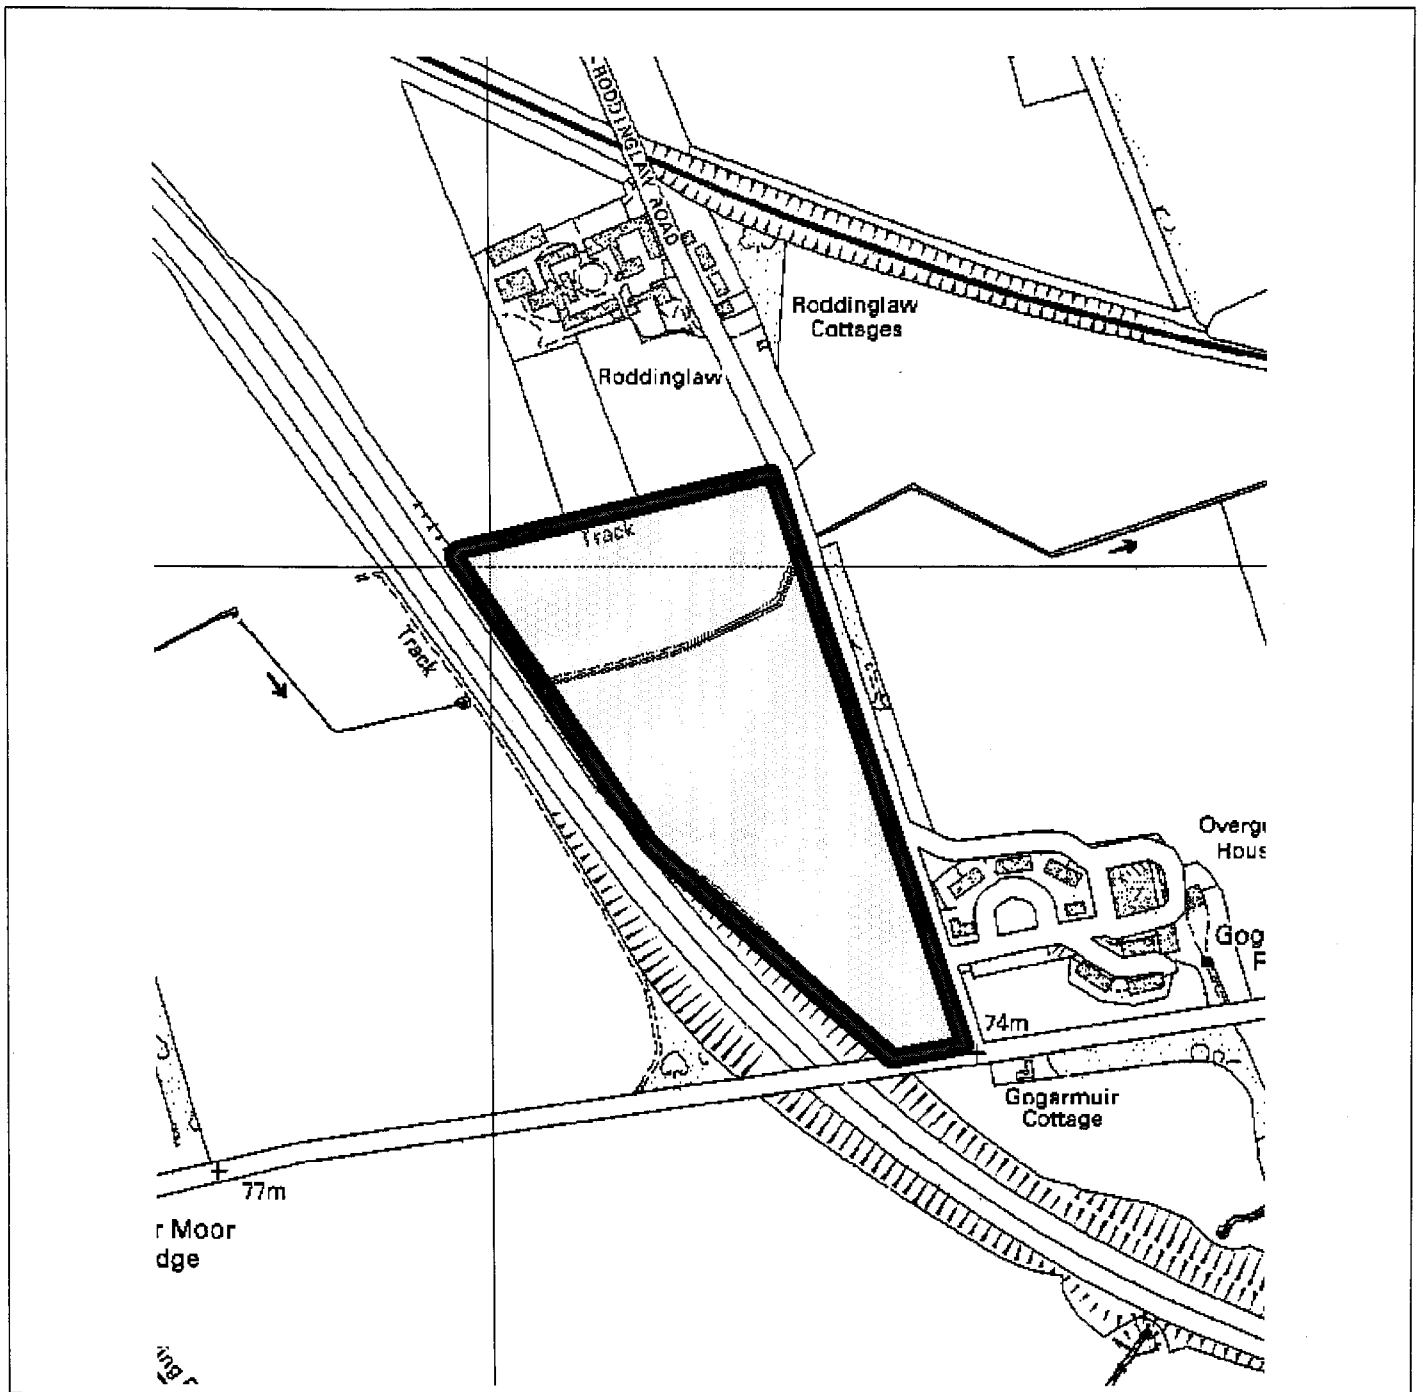 RODDINGLAW ROAD
Roddinglaw
Cottages
Roddinglaw
Track
Track
Overg
Hous
Gog
F
74m
Gogarmuir
Cottage
77m
r Moor
dge